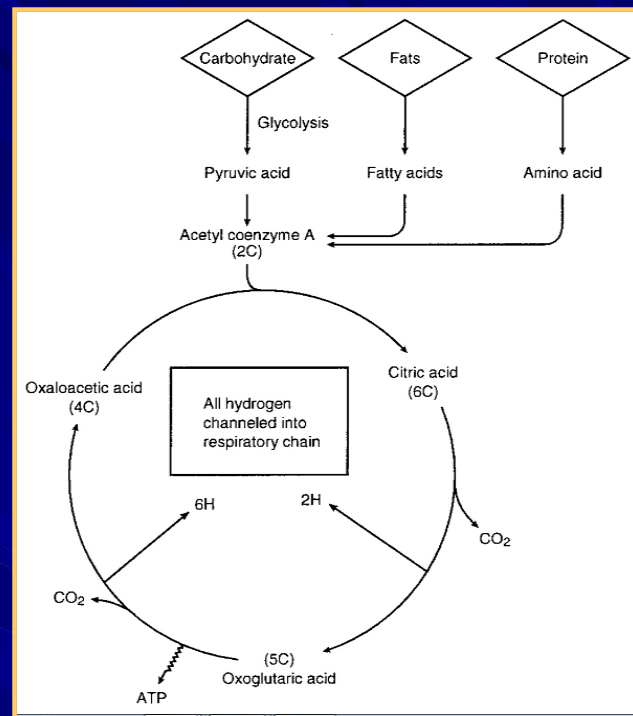 Carbohydrate
Fats
Protein
Glycolysis
Pyruvic acid
Fatty acids
Amino acid
Acetyl coenzyme A
(2C)
Oxaloacetic acid
(4C)
Citric acid
(6C)
All hydrogen
channeled into
respiratory chain
6H
2H
CO₂
CO₂
(5C)
Oxoglutaric acid
ATP